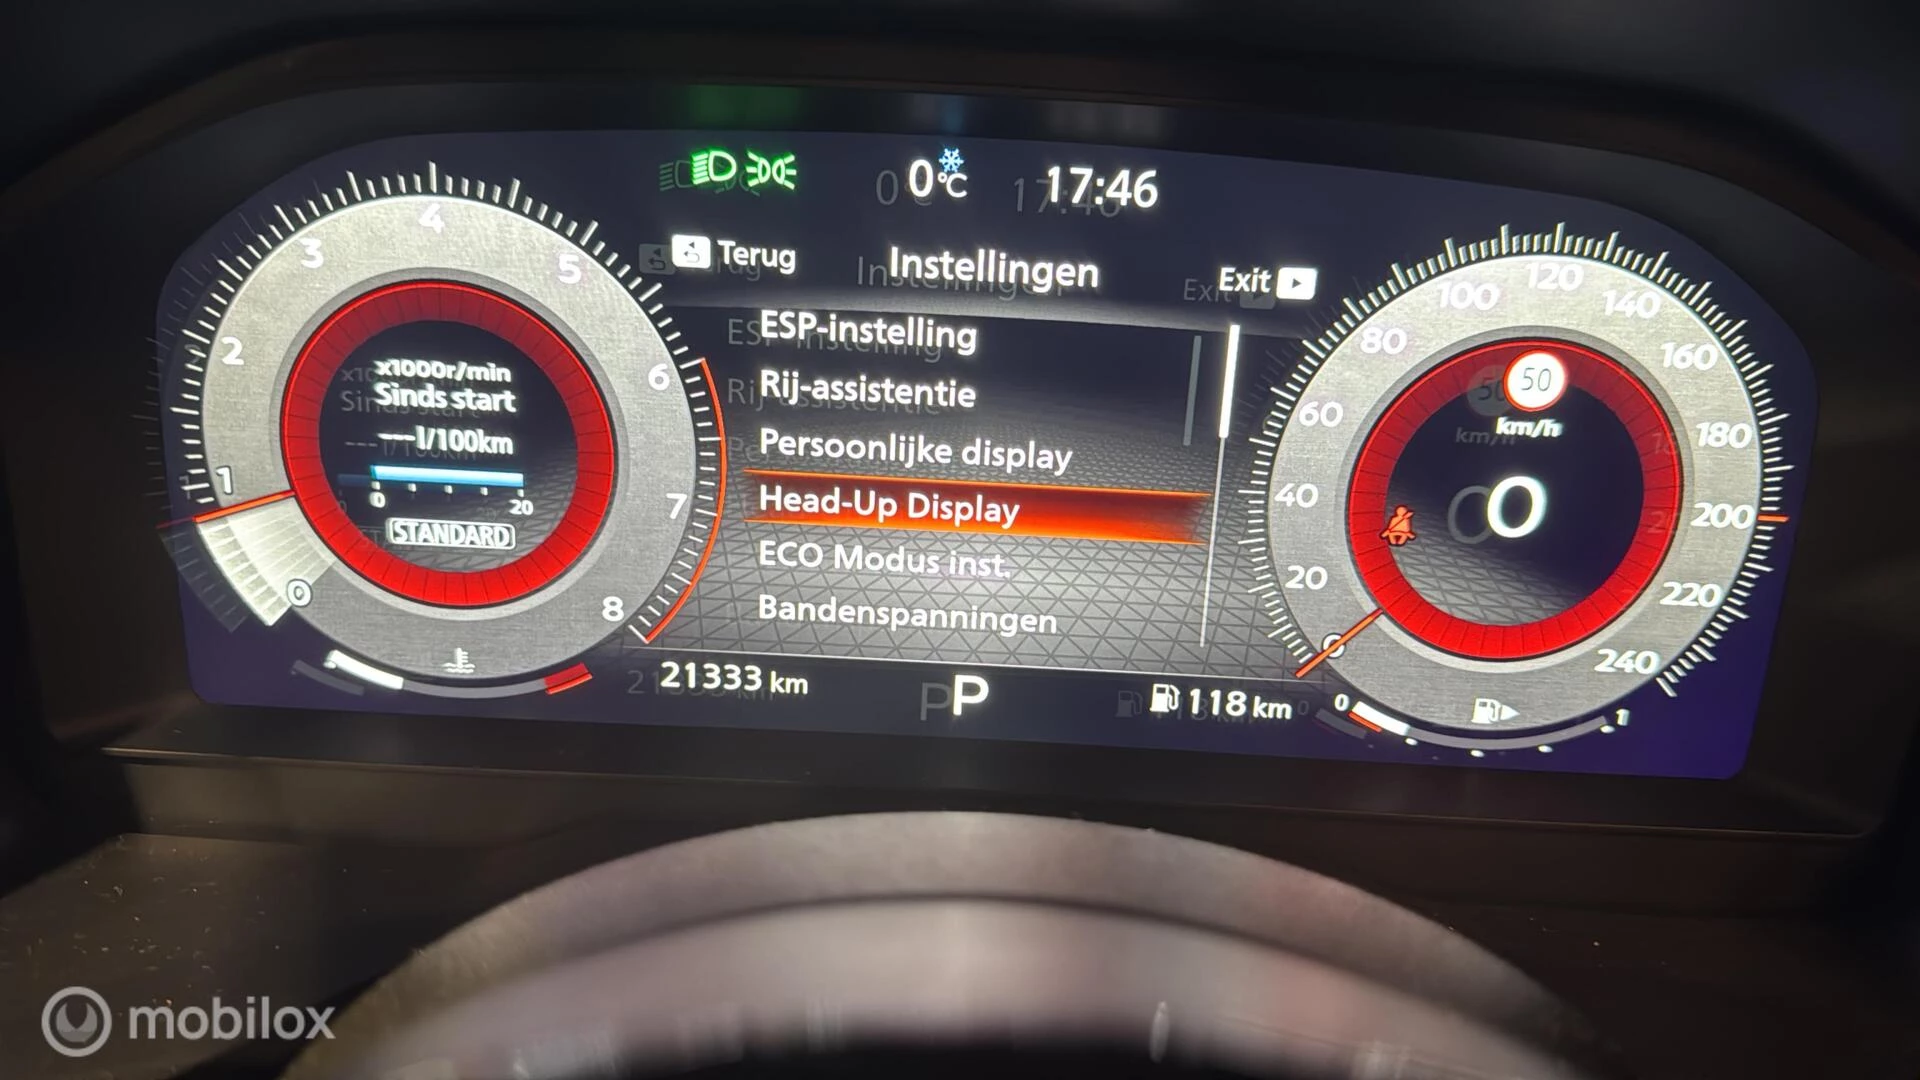 0°C
17:46
Terug
Instellingen
Exit
ESP-instelling
Rij-assistentie
Persoonlijke display
Head-Up Display
ECO Modus inst.
Bandenspanningen
0
1
2
3
4
5
6
7
8
x1000r/min
Sinds start
---l/100km
0
20
STANDARD
0
20
40
60
80
100
120
140
160
180
200
220
240
50
km/h
0
21333 km
P
118 km
0
1
mobilox